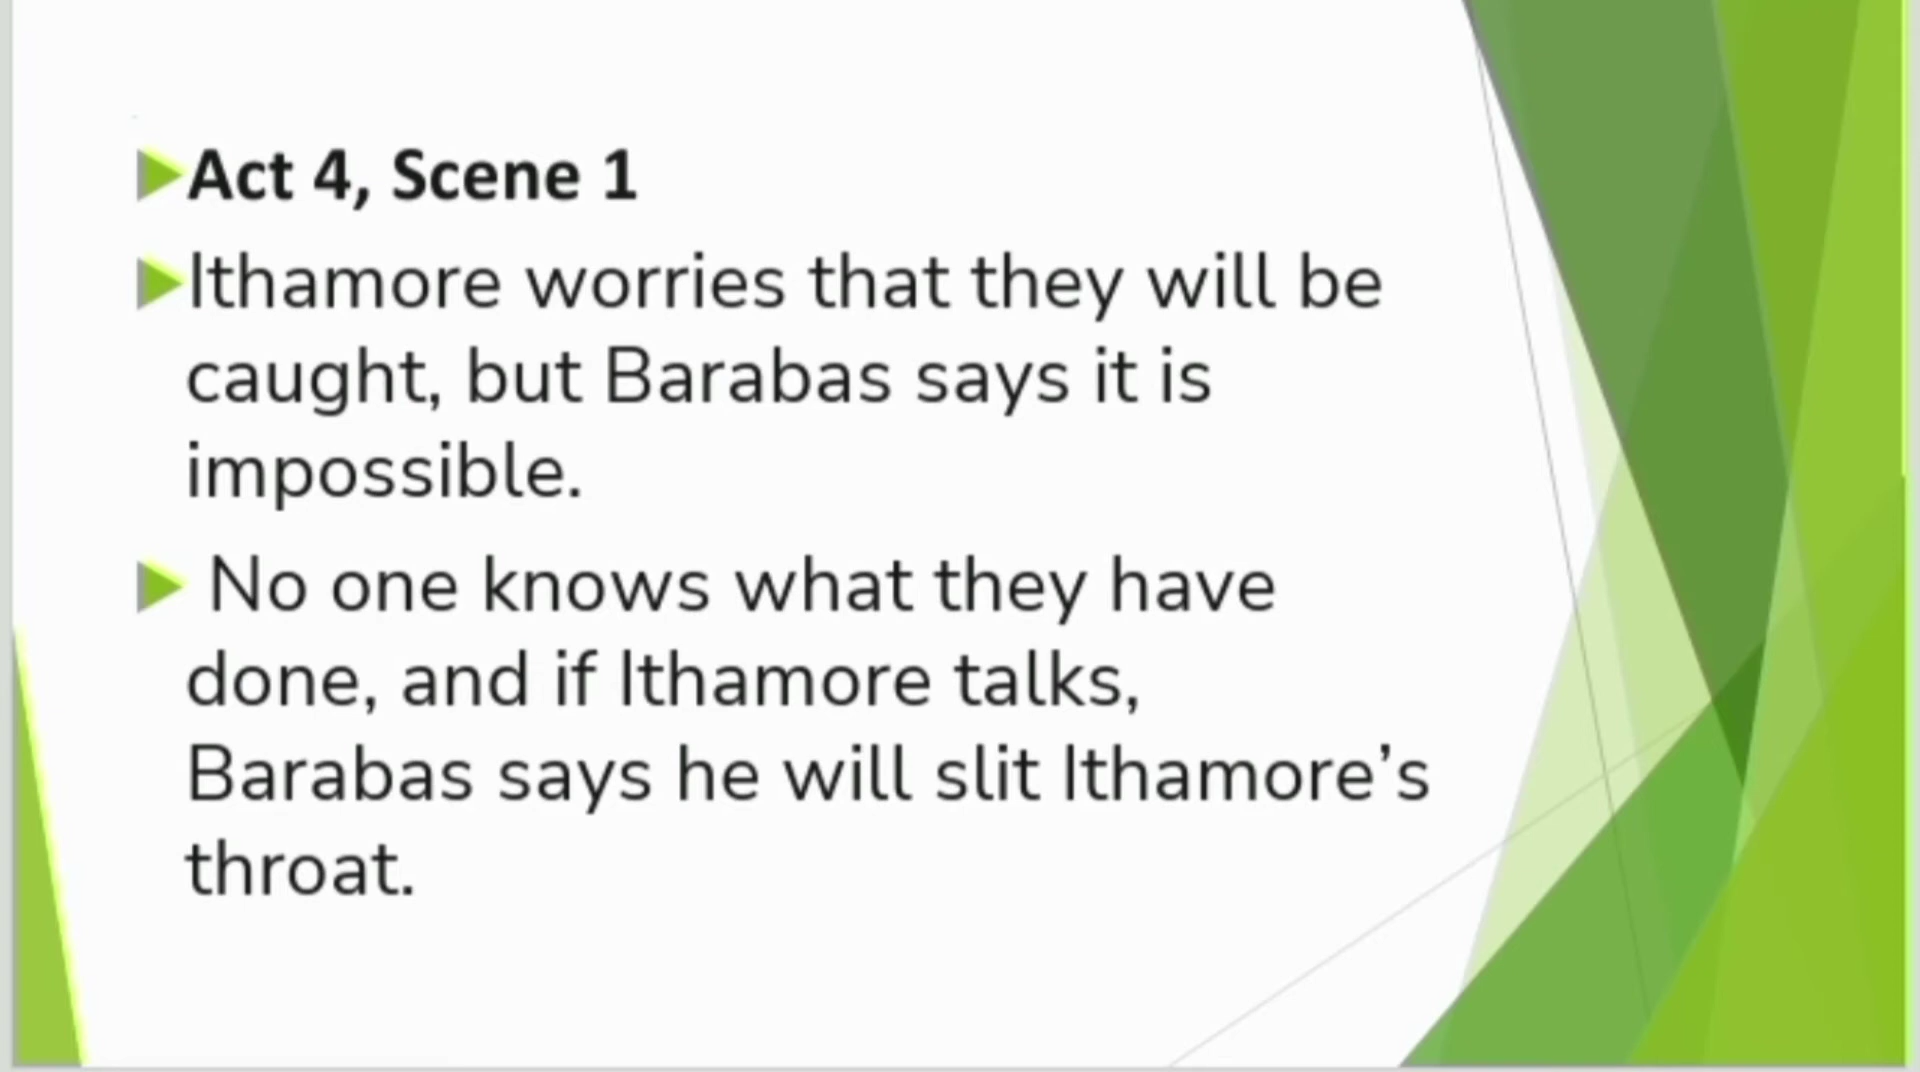 Act 4, Scene 1
Ithamore worries that they will be
caught, but Barabas says it is
impossible.
No one knows what they have
done, and if Ithamore talks,
Barabas says he will slit Ithamore’s
throat.